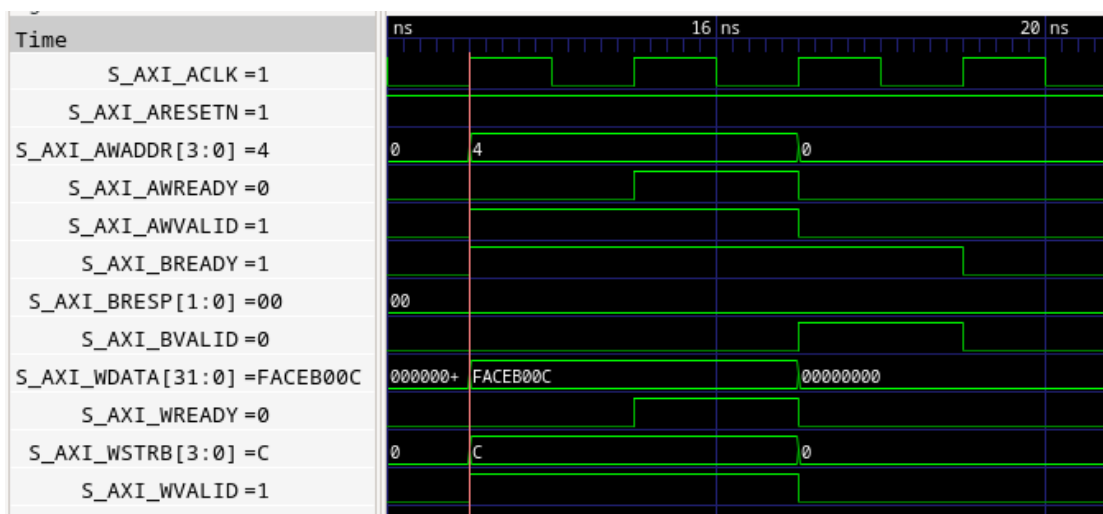 ns 16 ns 20 ns
Time
S_AXI_ACLK =1
S_AXI_ARESETN =1
S_AXI_AWADDR[3:0] =4 0 4 0
S_AXI_AWREADY =0
S_AXI_AWVALID =1
S_AXI_BREADY =1
S_AXI_BRESP[1:0] =00 00
S_AXI_BVALID =0
S_AXI_WDATA[31:0] =FACEB00C 000000+ FACEB00C 00000000
S_AXI_WREADY =0
S_AXI_WSTRB[3:0] =C 0 C 0
S_AXI_WVALID =1